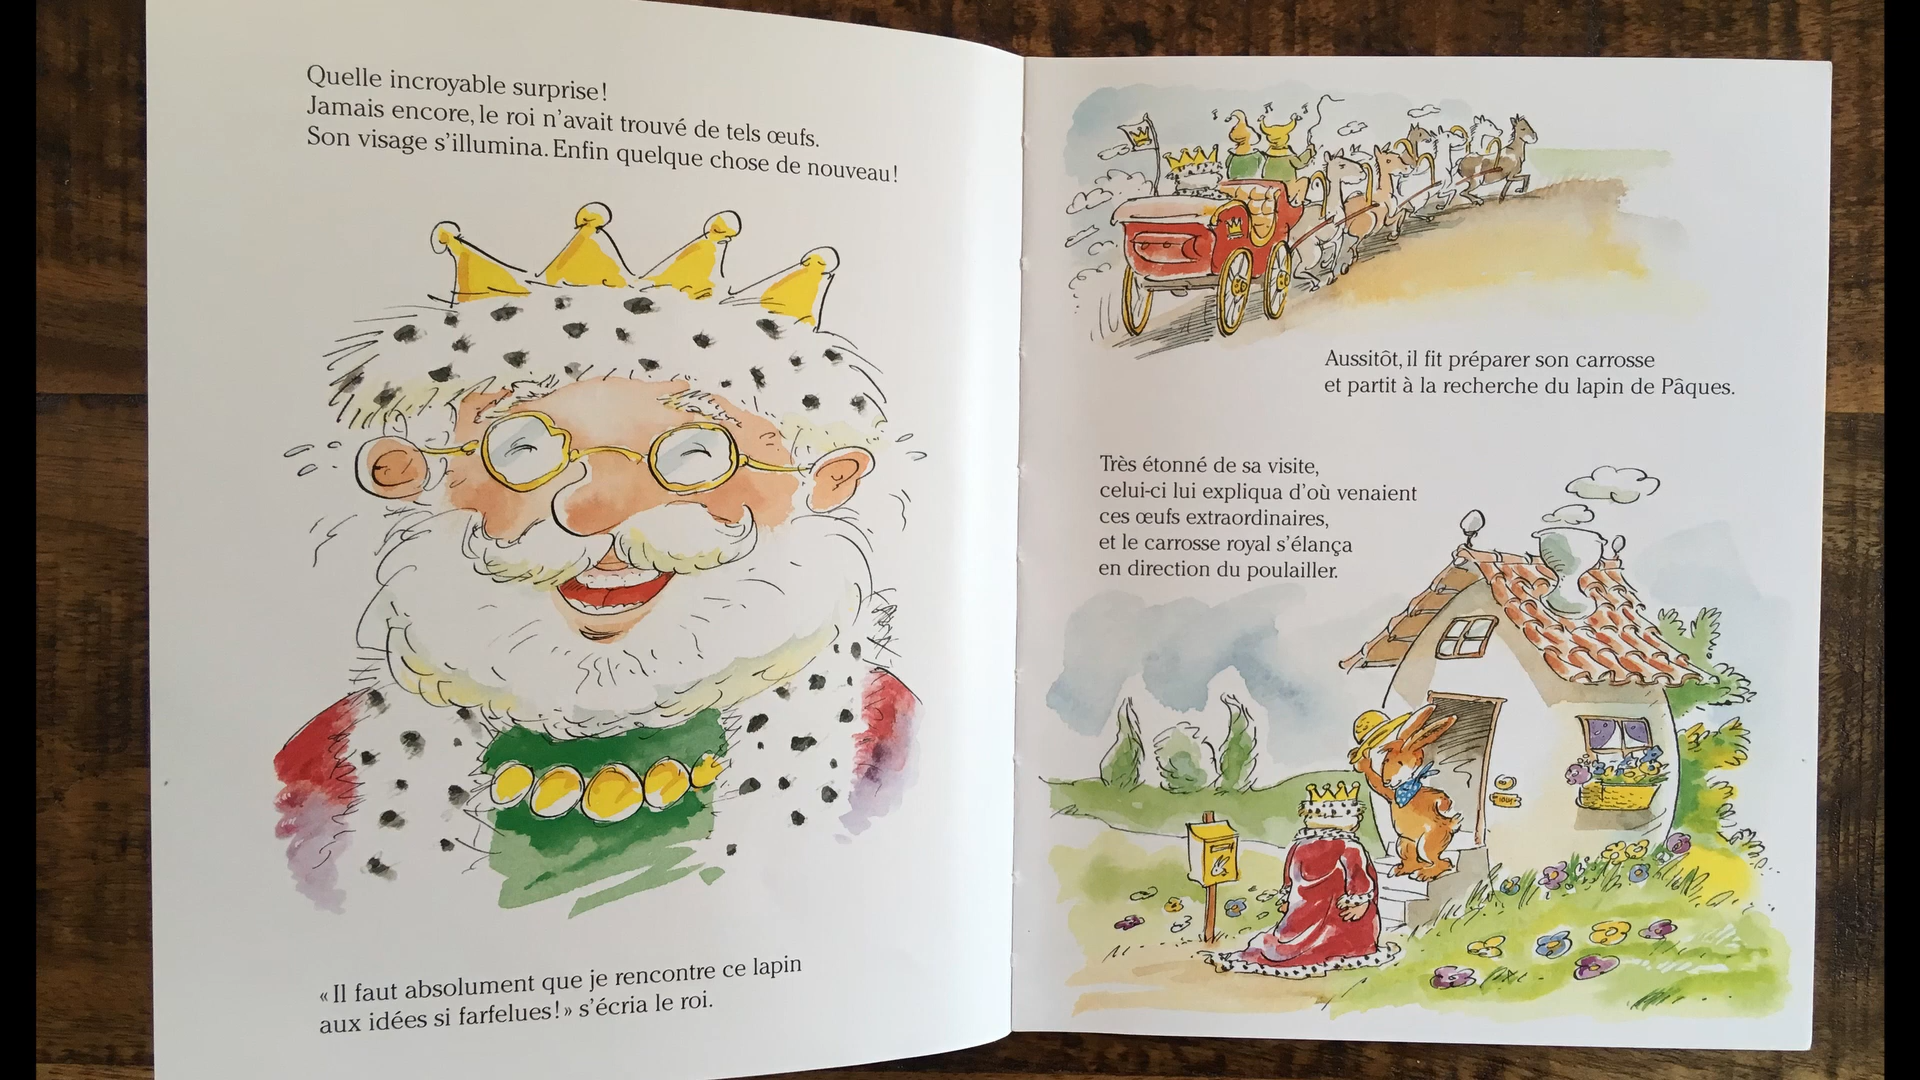 Quelle incroyable surprise!
Jamais encore, le roi n'avait trouvé de tels œufs.
Son visage s'illumina. Enfin quelque chose de nouveau!
« Il faut absolument que je rencontre ce lapin
aux idées si farfelues! » s'écria le roi.
Aussitôt, il fit préparer son carrosse
et partit à la recherche du lapin de Pâques.
Très étonné de sa visite,
celui-ci lui expliqua d'où venaient
ces œufs extraordinaires,
et le carrosse royal s'élança
en direction du poulailler.